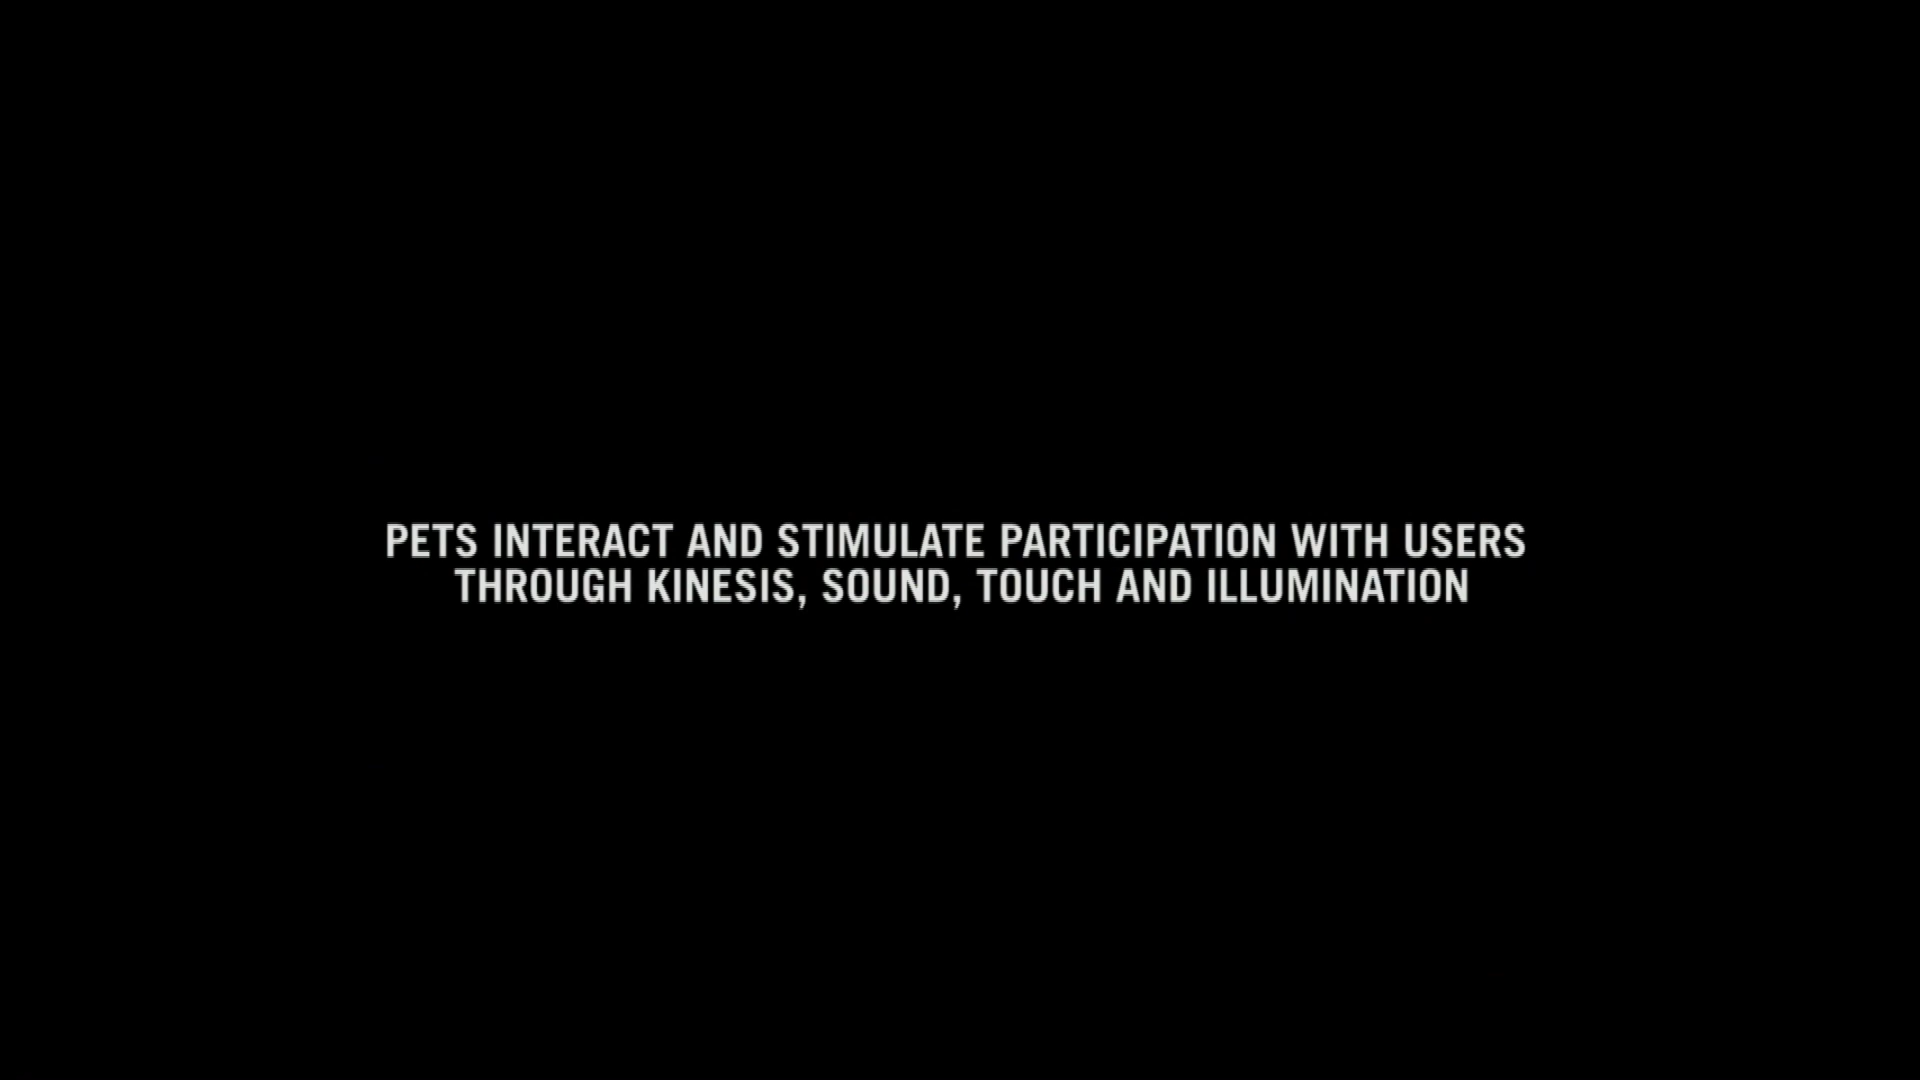 PETS INTERACT AND STIMULATE PARTICIPATION WITH USERS
THROUGH KINESIS, SOUND, TOUCH AND ILLUMINATION